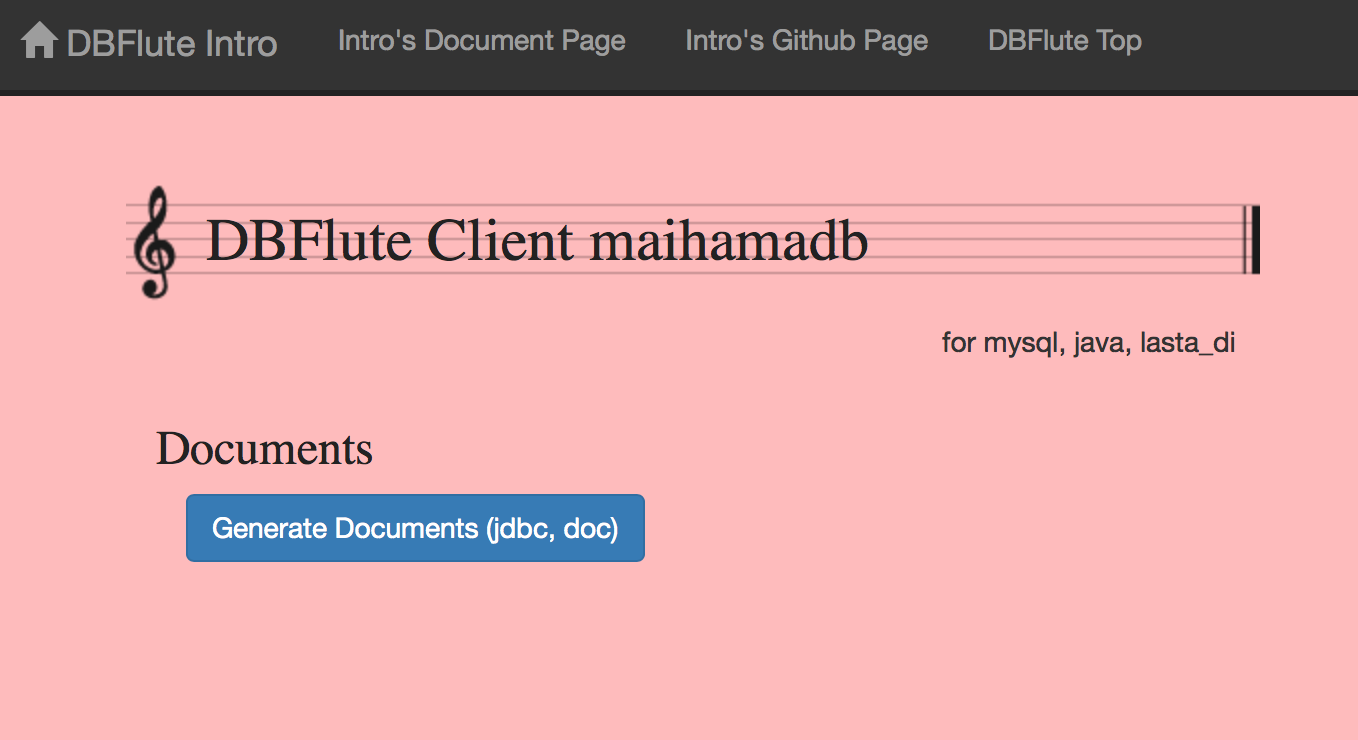 DBFlute Intro Intro's Document Page Intro's Github Page DBFlute Top
DBFlute Client maihamadb
for mysql, java, lasta_di
Documents
Generate Documents (jdbc, doc)